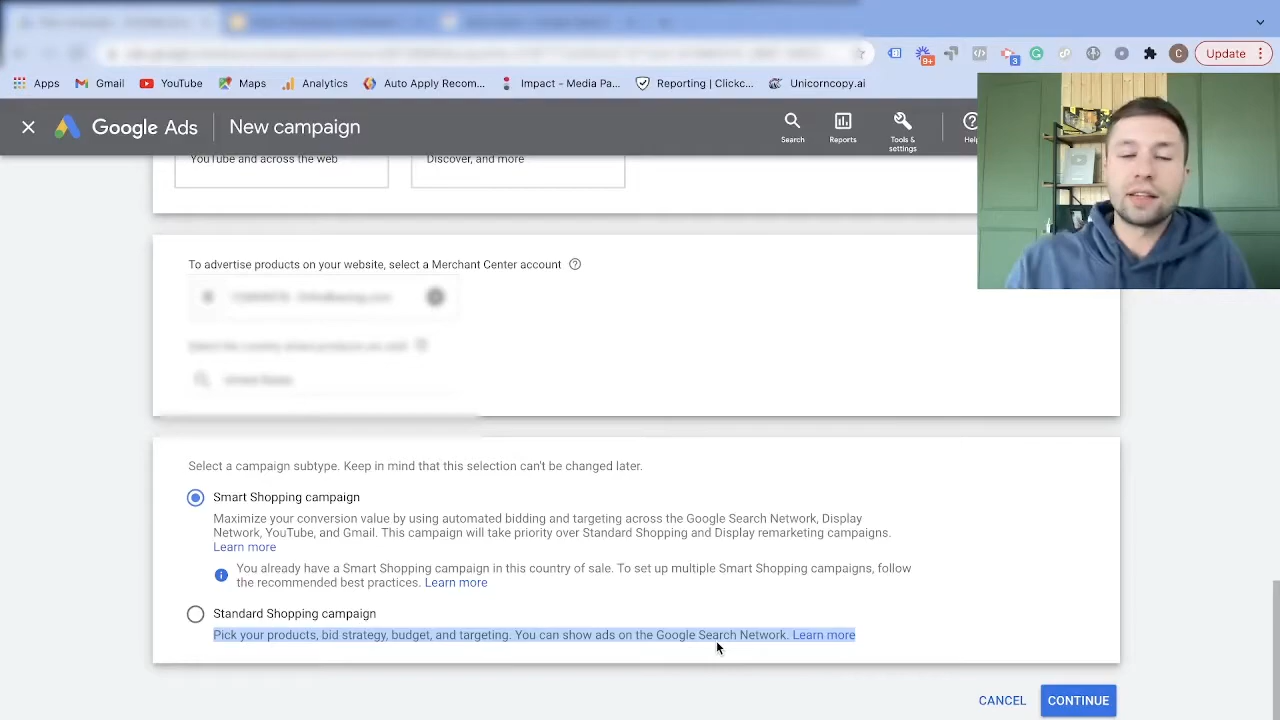 Update
Apps
Gmail
YouTube
Maps
Analytics
Auto Apply Recom...
Impact – Media Pa...
Reporting | Clickc...
Unicorncopy.ai
9+
3
C
Google Ads
New campaign
Search
Reports
Tools &
settings
Help
YouTube and across the web
Discover, and more
To advertise products on your website, select a Merchant Center account
Select a campaign subtype. Keep in mind that this selection can't be changed later.
Smart Shopping campaign
Maximize your conversion value by using automated bidding and targeting across the Google Search Network, Display
Network, YouTube, and Gmail. This campaign will take priority over Standard Shopping and Display remarketing campaigns.
Learn more
You already have a Smart Shopping campaign in this country of sale. To set up multiple Smart Shopping campaigns, follow
the recommended best practices. Learn more
Standard Shopping campaign
Pick your products, bid strategy, budget, and targeting. You can show ads on the Google Search Network. Learn more
CANCEL
CONTINUE